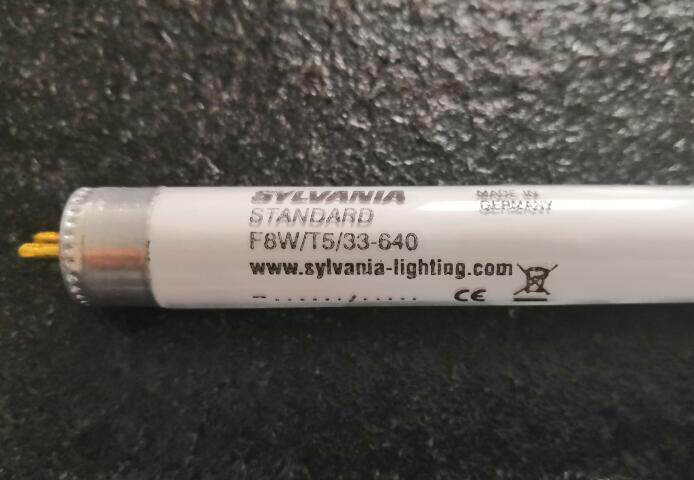 SYLVANIA
STANDARD
F8W/T5/33-640
www.sylvania-lighting.com
CE
MADE IN
GERMANY